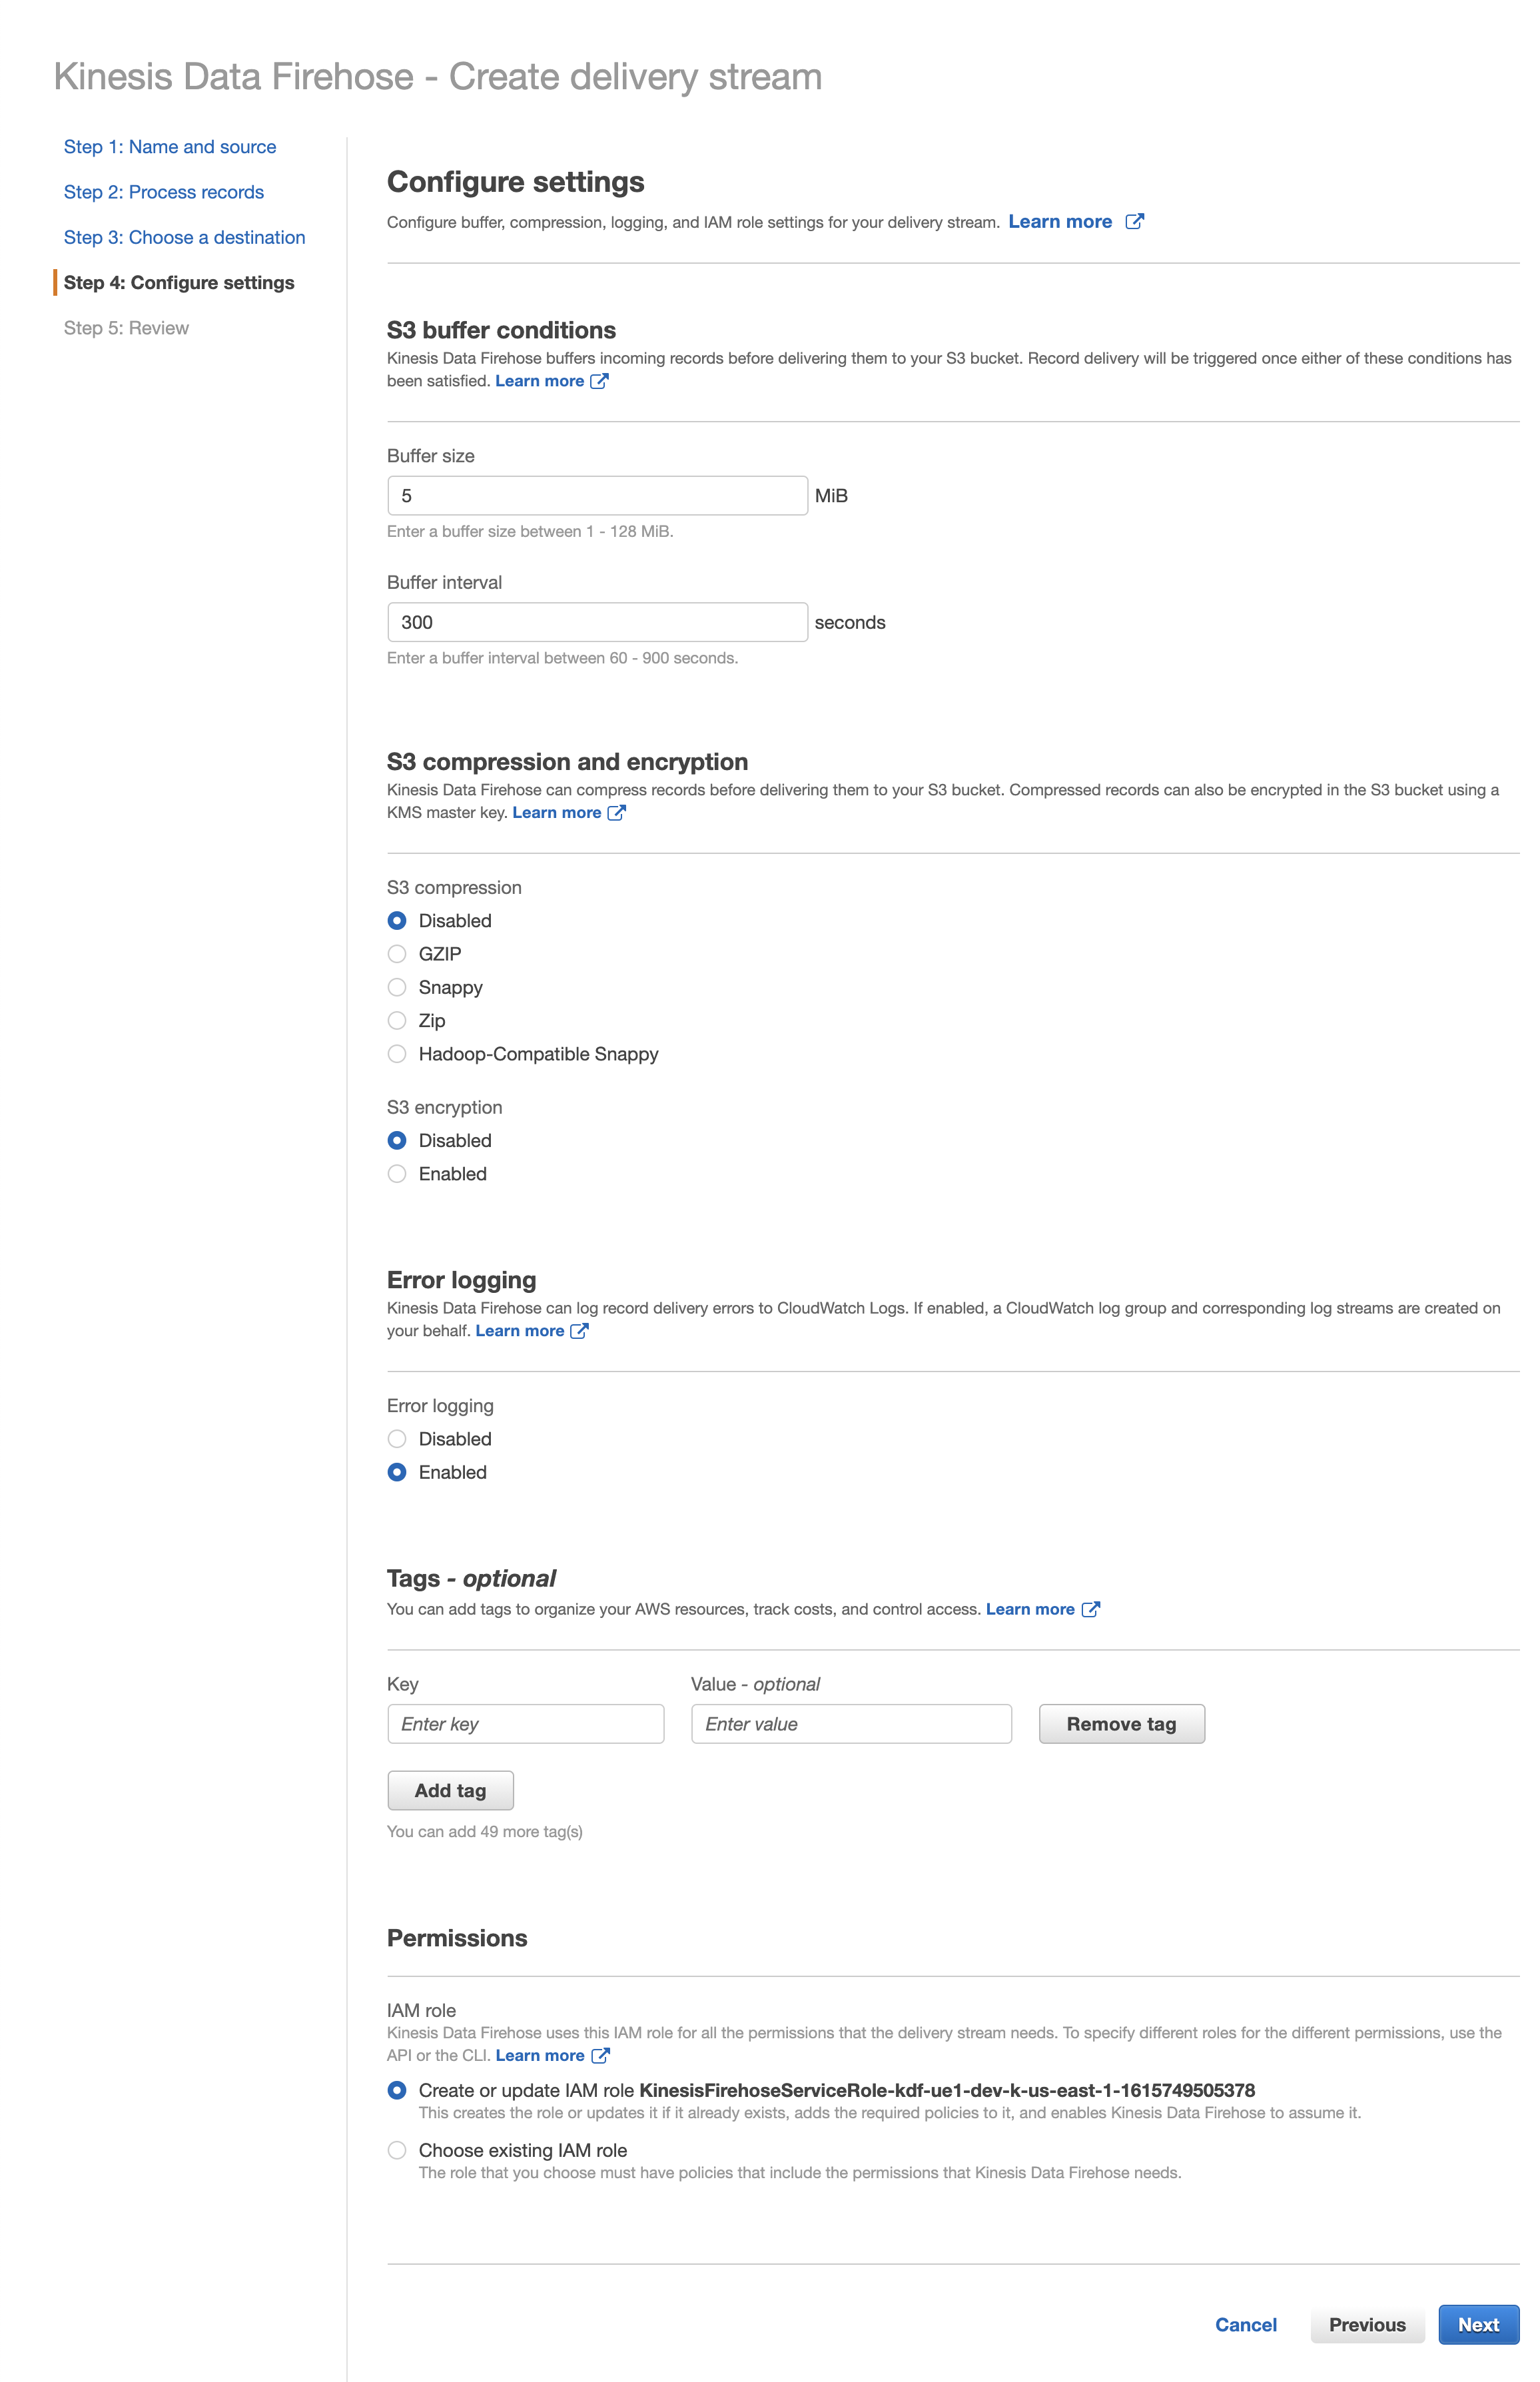 Kinesis Data Firehose - Create delivery stream
Step 1: Name and source
Step 2: Process records
Step 3: Choose a destination
Step 4: Configure settings
Step 5: Review
Configure settings
Configure buffer, compression, logging, and IAM role settings for your delivery stream. Learn more
S3 buffer conditions
Kinesis Data Firehose buffers incoming records before delivering them to your S3 bucket. Record delivery will be triggered once either of these conditions has
been satisfied. Learn more
Buffer size
5 MiB
Enter a buffer size between 1 - 128 MiB.
Buffer interval
300 seconds
Enter a buffer interval between 60 - 900 seconds.
S3 compression and encryption
Kinesis Data Firehose can compress records before delivering them to your S3 bucket. Compressed records can also be encrypted in the S3 bucket using a
KMS master key. Learn more
S3 compression
Disabled
GZIP
Snappy
Zip
Hadoop-Compatible Snappy
S3 encryption
Disabled
Enabled
Error logging
Kinesis Data Firehose can log record delivery errors to CloudWatch Logs. If enabled, a CloudWatch log group and corresponding log streams are created on
your behalf. Learn more
Error logging
Disabled
Enabled
Tags - optional
You can add tags to organize your AWS resources, track costs, and control access. Learn more
Key Value - optional
Enter key Enter value Remove tag
Add tag
You can add 49 more tag(s)
Permissions
IAM role
Kinesis Data Firehose uses this IAM role for all the permissions that the delivery stream needs. To specify different roles for the different permissions, use the
API or the CLI. Learn more
Create or update IAM role KinesisFirehoseServiceRole-kdf-ue1-dev-k-us-east-1-1615749505378
This creates the role or updates it if it already exists, adds the required policies to it, and enables Kinesis Data Firehose to assume it.
Choose existing IAM role
The role that you choose must have policies that include the permissions that Kinesis Data Firehose needs.
Cancel Previous Next